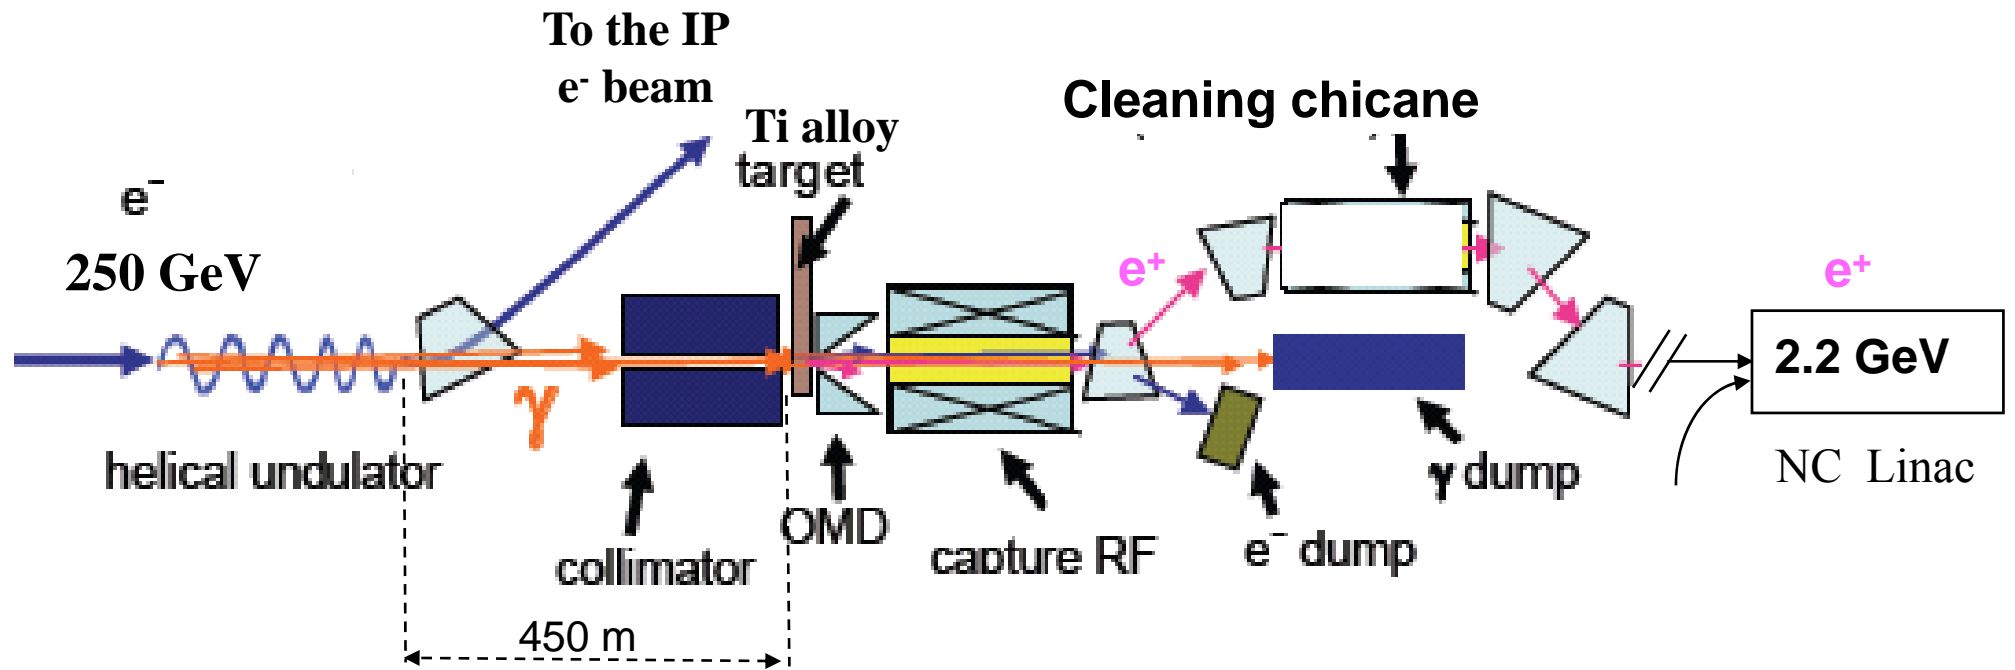 To the IP
e⁻ beam
Cleaning chicane
Ti alloy
target
e⁻
250 GeV
e⁺
e⁺
2.2 GeV
γ
helical undulator
NC Linac
γ dump
OMD
e⁻ dump
collimator
capture RF
450 m